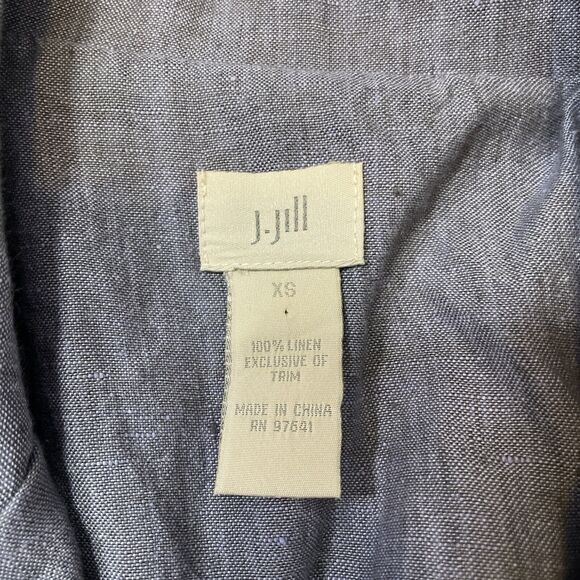 J.Jill
XS
100% LINEN
EXCLUSIVE OF
TRIM
MADE IN CHINA
RN 97641